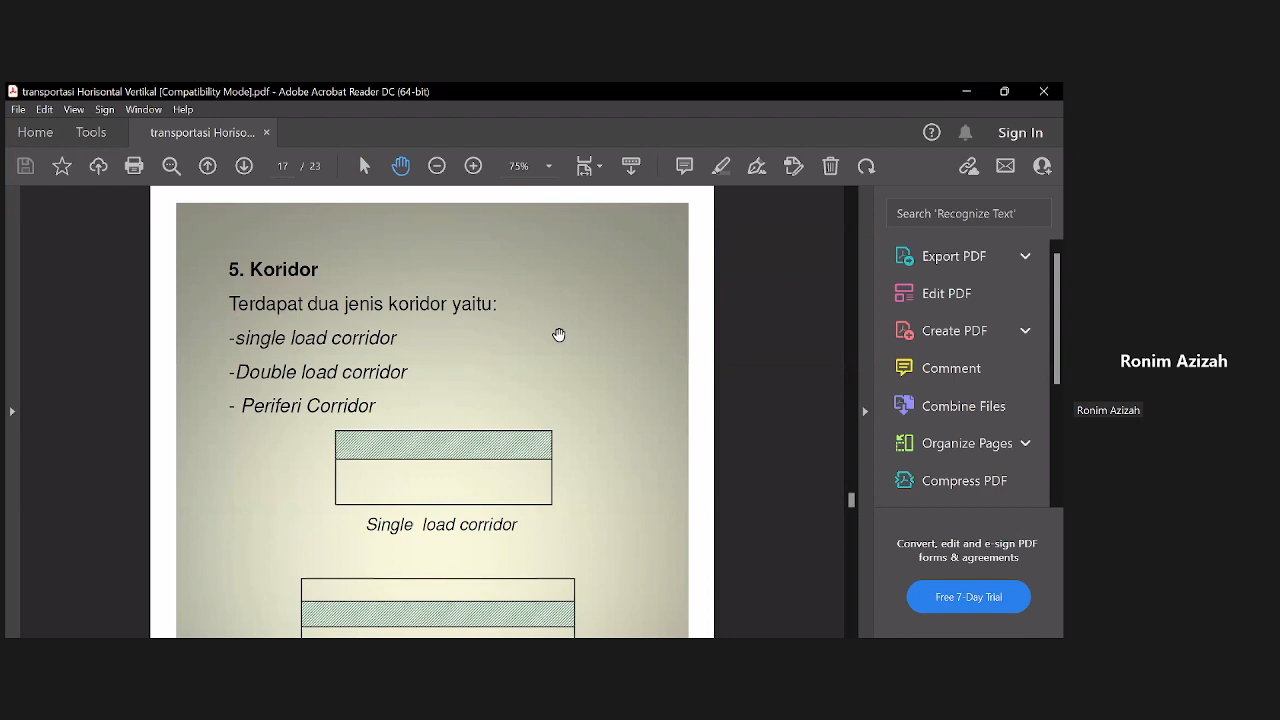 transportasi Horisontal Vertikal [Compatibility Mode].pdf - Adobe Acrobat Reader DC (64-bit)
File Edit View Sign Window Help
Home Tools transportasi Horiso... × Sign In
17 / 23 75%
Search 'Recognize Text'
Export PDF
Edit PDF
Create PDF
Comment
Combine Files
Organize Pages
Compress PDF
Convert, edit and e-sign PDF
forms & agreements
Free 7-Day Trial
5. Koridor
Terdapat dua jenis koridor yaitu:
-single load corridor
-Double load corridor
- Periferi Corridor
Single load corridor
Ronim Azizah
Ronim Azizah